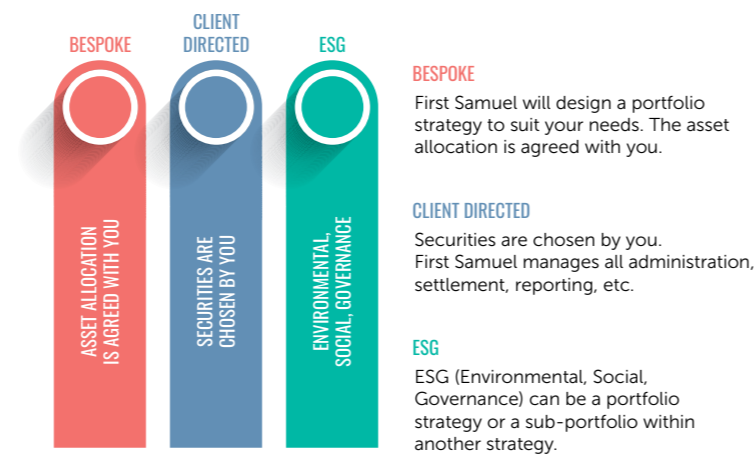 BESPOKE
CLIENT
DIRECTED
ESG
ASSET ALLOCATION
IS AGREED WITH YOU
SECURITIES ARE
CHOSEN BY YOU
ENVIRONMENTAL,
SOCIAL, GOVERNANCE
BESPOKE
First Samuel will design a portfolio
strategy to suit your needs. The asset
allocation is agreed with you.
CLIENT DIRECTED
Securities are chosen by you.
First Samuel manages all administration,
settlement, reporting, etc.
ESG
ESG (Environmental, Social,
Governance) can be a portfolio
strategy or a sub-portfolio within
another strategy.